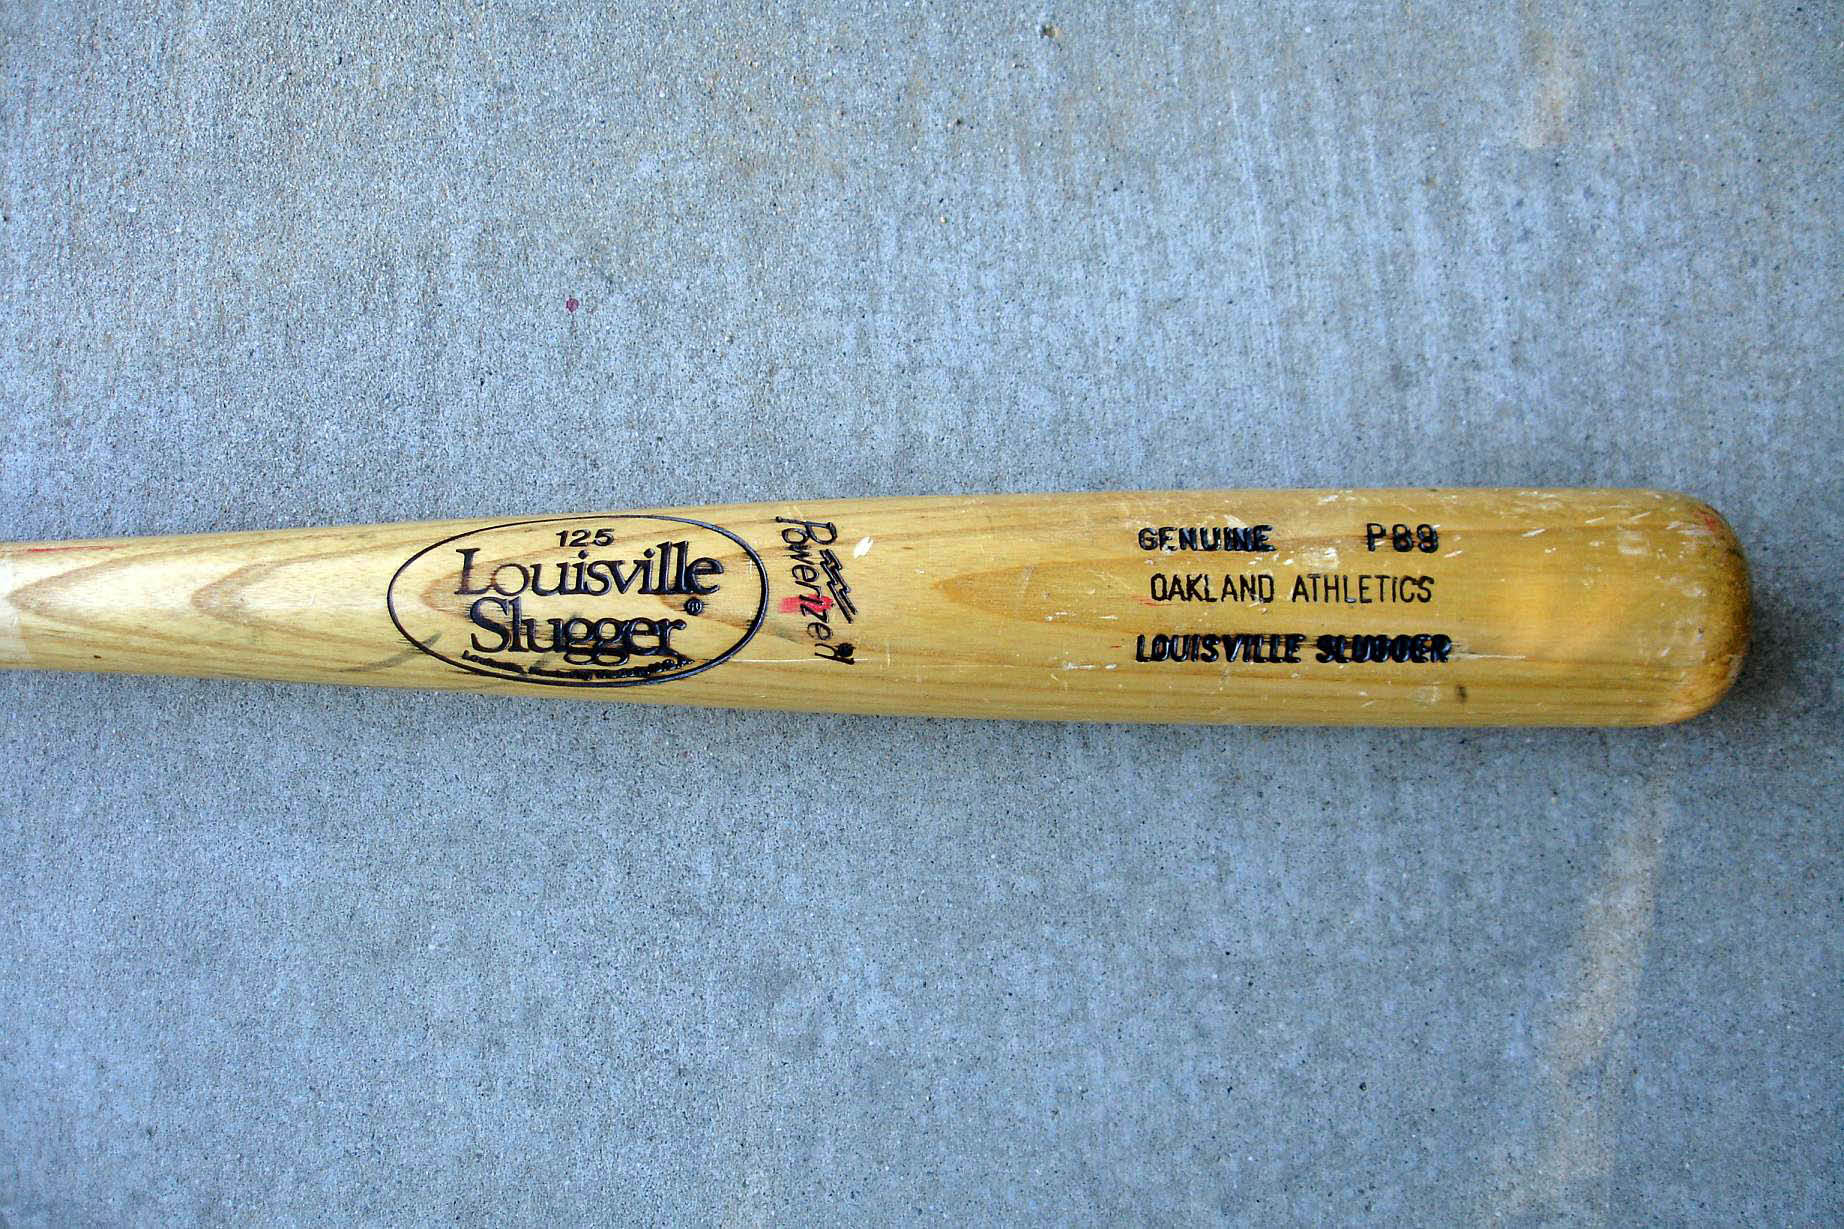 125
Louisville
Slugger®
Powerized
GENUINE P89
OAKLAND ATHLETICS
LOUISVILLE SLUGGER